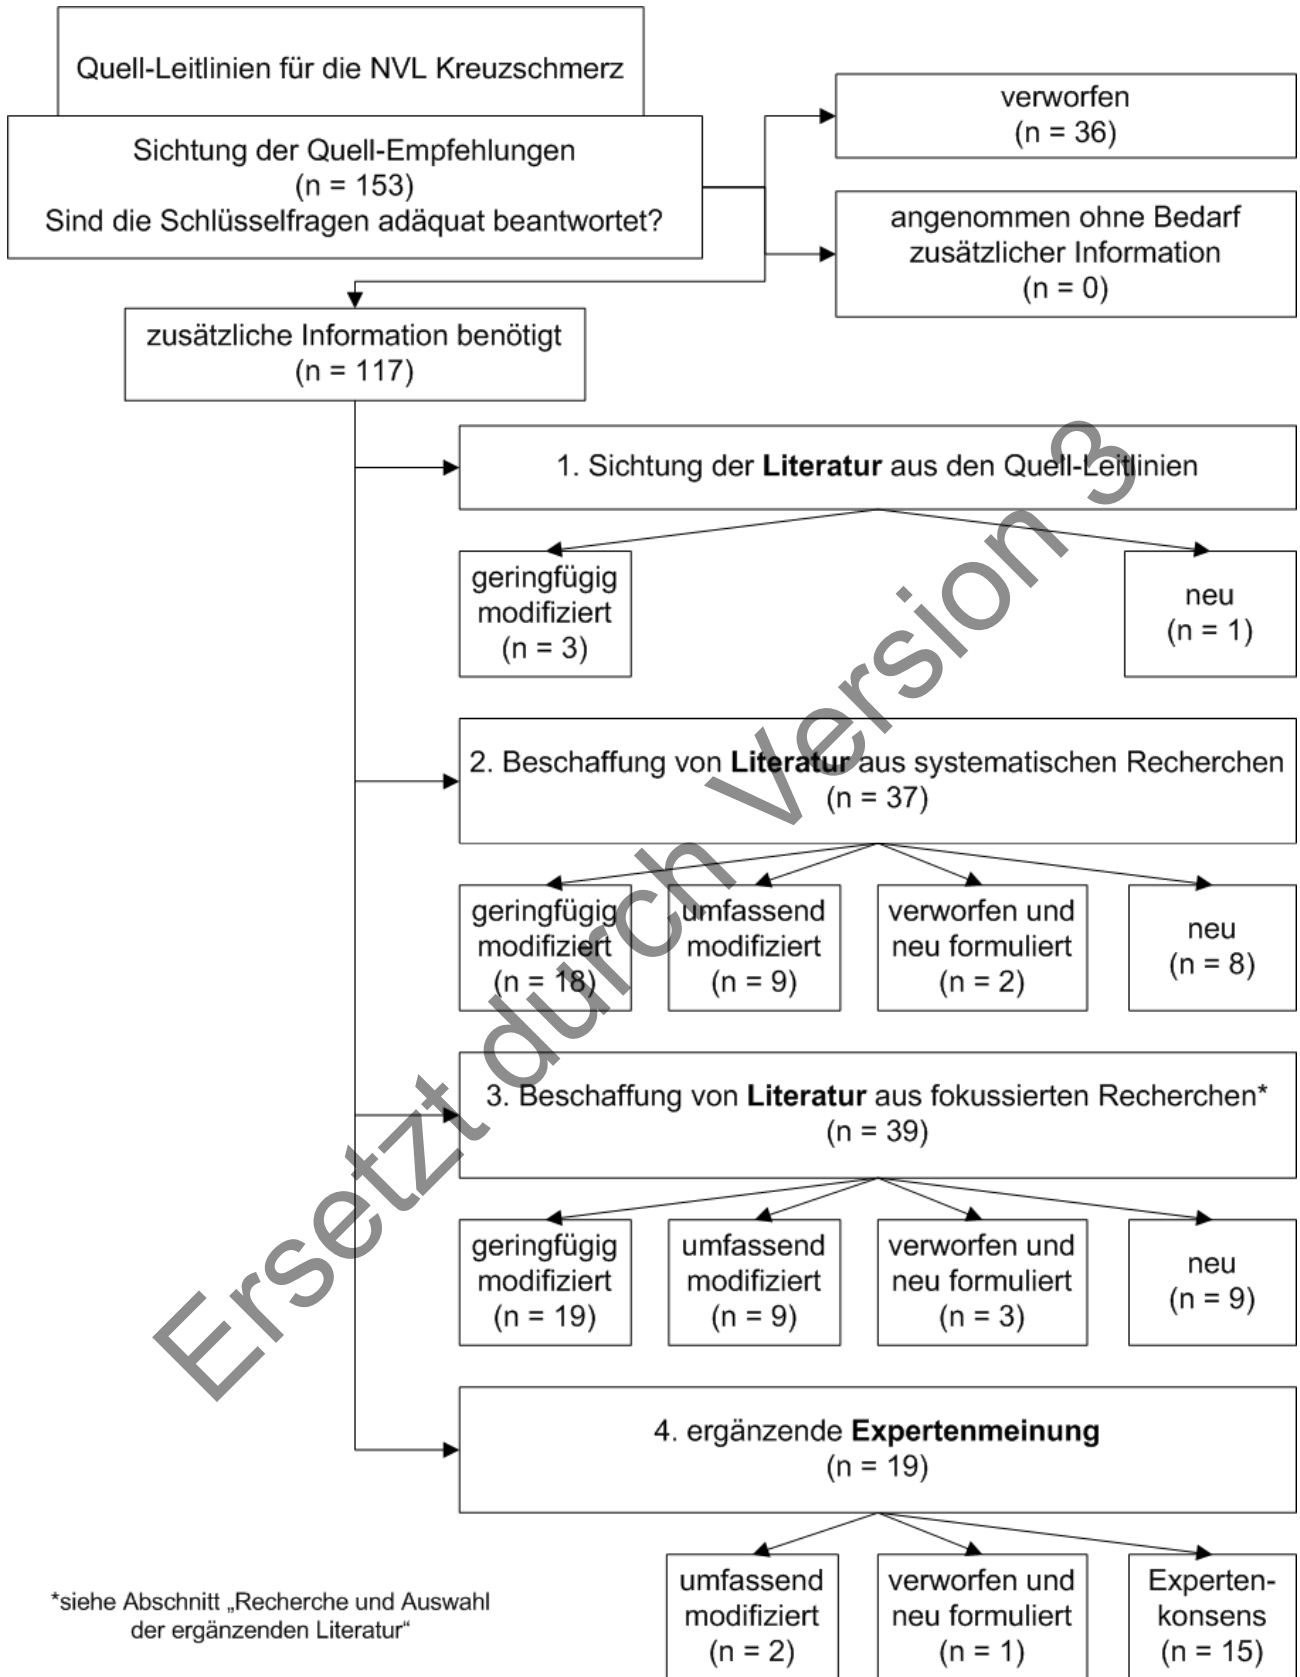 Quell-Leitlinien für die NVL Kreuzschmerz
Sichtung der Quell-Empfehlungen
(n = 153)
Sind die Schlüsselfragen adäquat beantwortet?
verworfen
(n = 36)
angenommen ohne Bedarf
zusätzlicher Information
(n = 0)
zusätzliche Information benötigt
(n = 117)
1. Sichtung der Literatur aus den Quell-Leitlinien
geringfügig
modifiziert
(n = 3)
neu
(n = 1)
2. Beschaffung von Literatur aus systematischen Recherchen
(n = 37)
geringfügig
modifiziert
(n = 18)
umfassend
modifiziert
(n = 9)
verworfen und
neu formuliert
(n = 2)
neu
(n = 8)
3. Beschaffung von Literatur aus fokussierten Recherchen*
(n = 39)
geringfügig
modifiziert
(n = 19)
umfassend
modifiziert
(n = 9)
verworfen und
neu formuliert
(n = 3)
neu
(n = 9)
4. ergänzende Expertenmeinung
(n = 19)
umfassend
modifiziert
(n = 2)
verworfen und
neu formuliert
(n = 1)
Experten-
konsens
(n = 15)
*siehe Abschnitt „Recherche und Auswahl
der ergänzenden Literatur“
Ersetzt durch Version 3